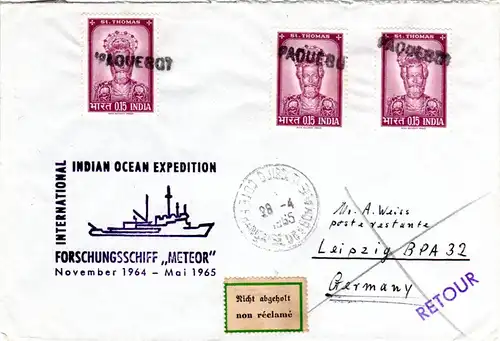 St. THOMAS
PAQUEBOT
भारत 0.15 INDIA
St. THOMAS
PAQUEBO
भारत 0.15 INDIA
St. THOMAS
PAQUEBOT
भारत 0.15 INDIA
INTERNATIONAL
INDIAN OCEAN EXPEDITION
FORSCHUNGSSCHIFF „METEOR"
November 1964 – Mai 1965
28 -4
1965
Mr. A. Weiss
poste restante
Leipzig BPA 32
Germany
Nicht abgeholt
non réclamé
RETOUR